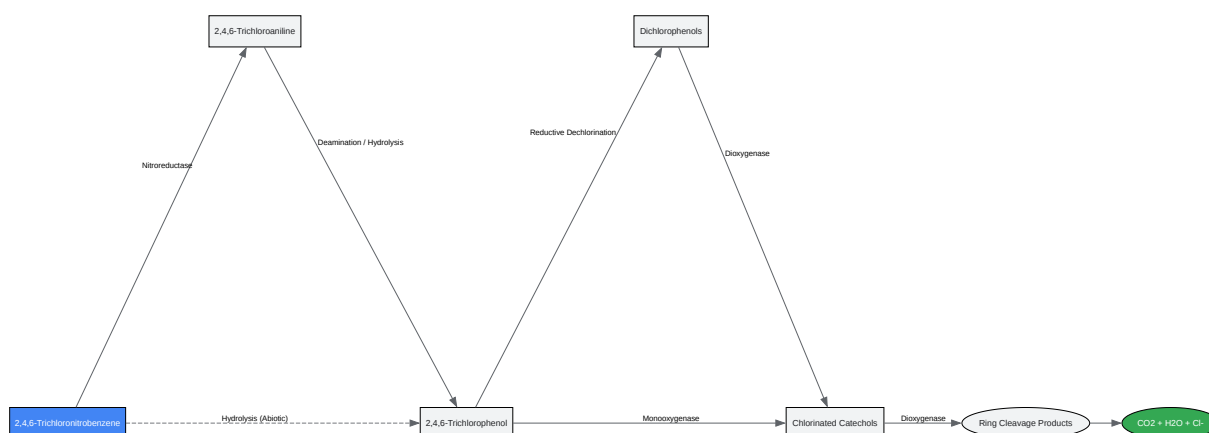 2,4,6-Trichloroaniline
Dichlorophenols
Reductive Dechlorination
Deamination / Hydrolysis
Dioxygenase
Nitroreductase
Hydrolysis (Abiotic)
Monooxygenase
Dioxygenase
2,4,6-Trichloronitrobenzene
2,4,6-Trichlorophenol
Chlorinated Catechols
Ring Cleavage Products
CO2 + H2O + Cl-